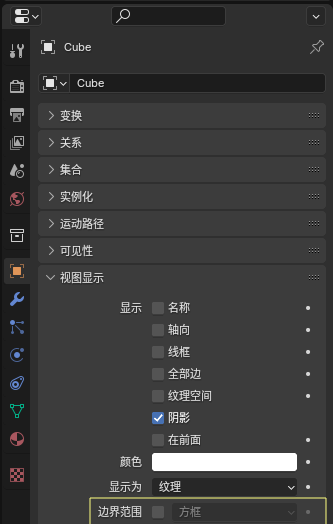 Cube
Cube
变换
关系
集合
实例化
运动路径
可见性
视图显示
显示 名称
轴向
线框
全部边
纹理空间
阴影
在前面
颜色
显示为 纹理
边界范围 方框